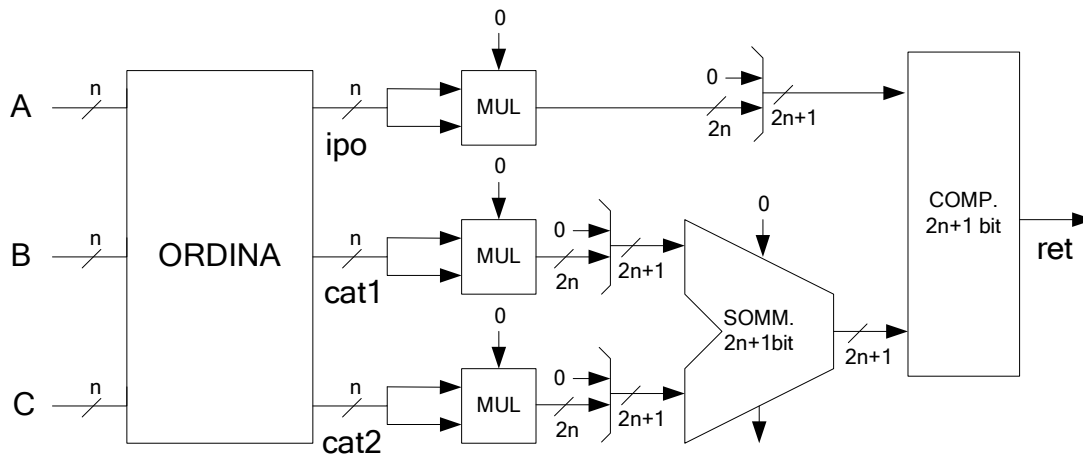 0
A
n
ORDINA
n
ipo
MUL
2n
0
2n+1
COMP.
2n+1 bit
ret
0
B
n
n
cat1
MUL
0
2n
2n+1
0
SOMM.
2n+1bit
2n+1
0
C
n
n
cat2
MUL
0
2n
2n+1